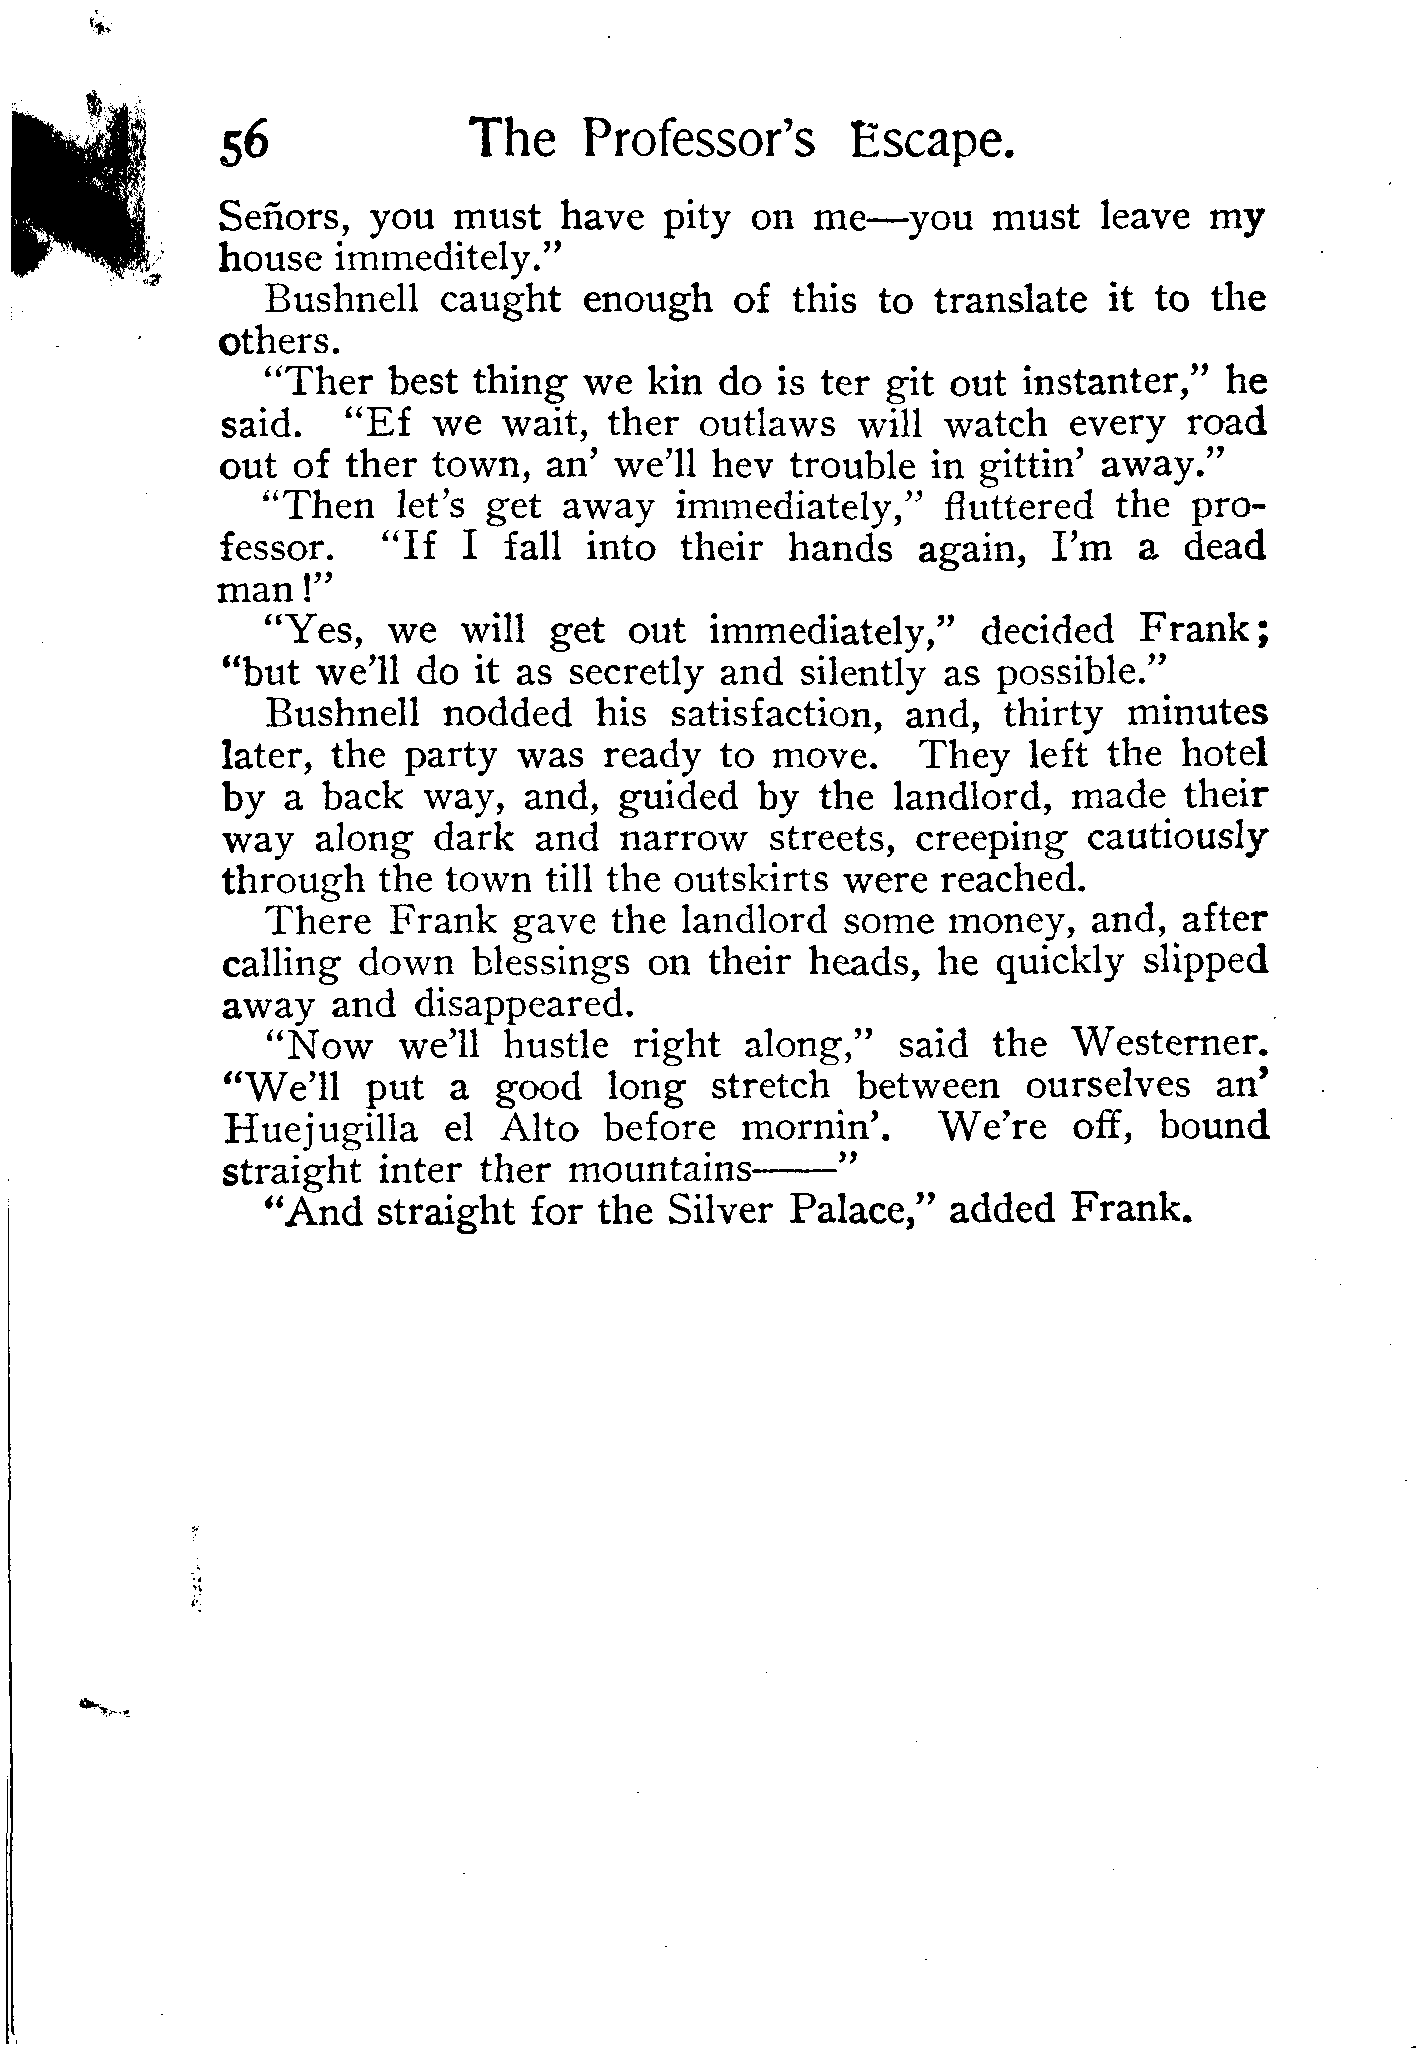 56 The Professor's Escape.
Señors, you must have pity on me—you must leave my
house immeditely."
Bushnell caught enough of this to translate it to the
others.
"Ther best thing we kin do is ter git out instanter," he
said. "Ef we wait, ther outlaws will watch every road
out of ther town, an' we'll hev trouble in gittin' away."
"Then let's get away immediately," fluttered the pro-
fessor. "If I fall into their hands again, I'm a dead
man!"
"Yes, we will get out immediately," decided Frank;
"but we'll do it as secretly and silently as possible."
Bushnell nodded his satisfaction, and, thirty minutes
later, the party was ready to move. They left the hotel
by a back way, and, guided by the landlord, made their
way along dark and narrow streets, creeping cautiously
through the town till the outskirts were reached.
There Frank gave the landlord some money, and, after
calling down blessings on their heads, he quickly slipped
away and disappeared.
"Now we'll hustle right along," said the Westerner.
"We'll put a good long stretch between ourselves an'
Huejugilla el Alto before mornin'. We're off, bound
straight inter ther mountains——"
"And straight for the Silver Palace," added Frank.